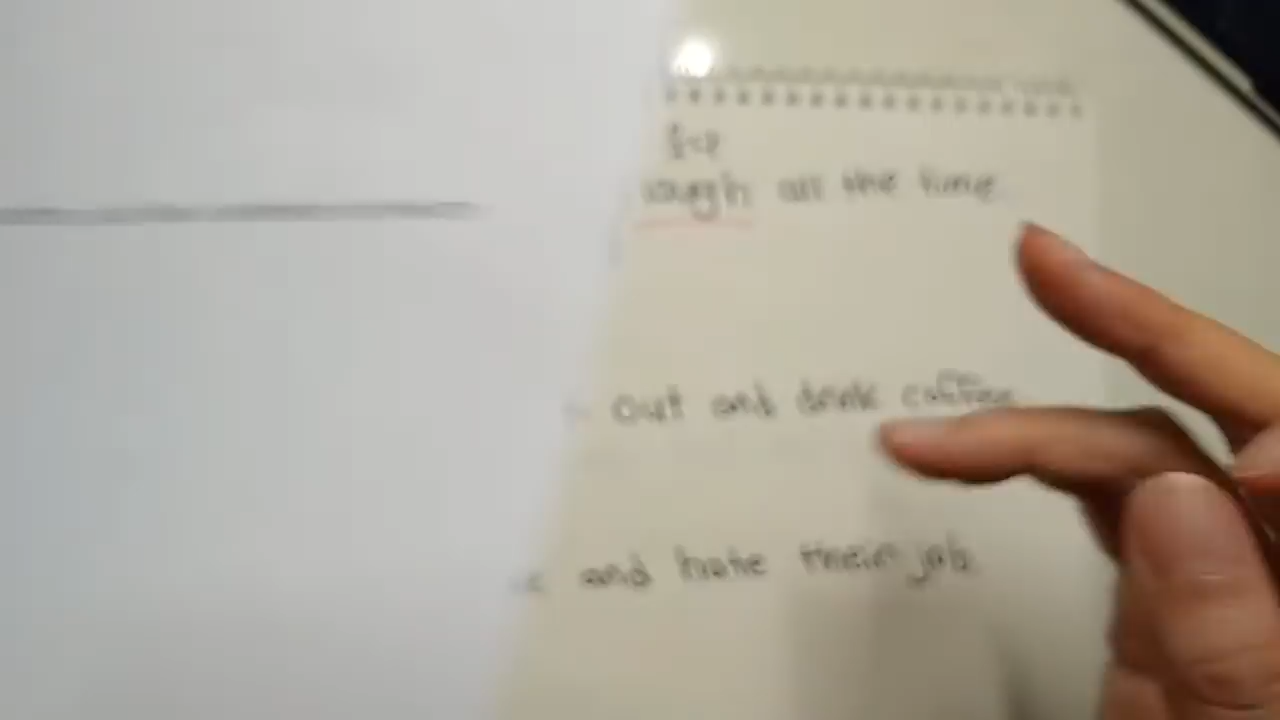 laugh all the time
out and drink coffee
and hate their job